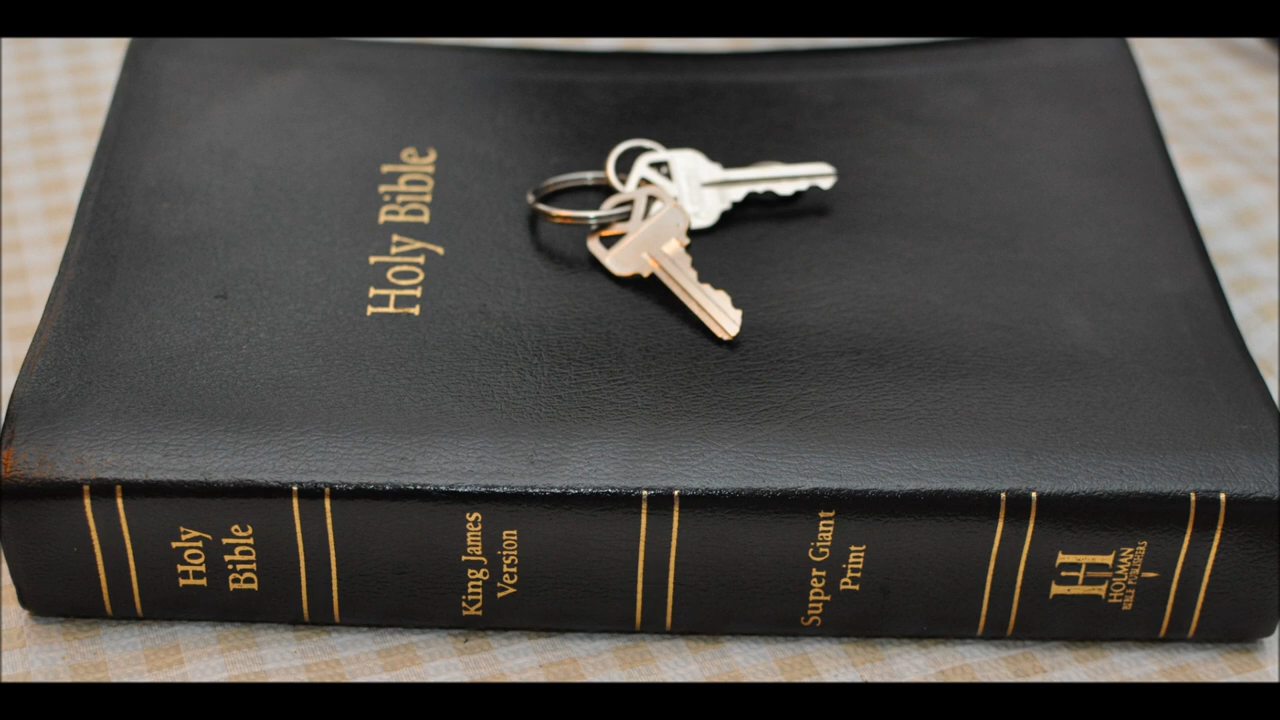 Holy Bible
Holy
Bible
King James
Version
Super Giant
Print
HOLMAN
BIBLE PUBLISHERS